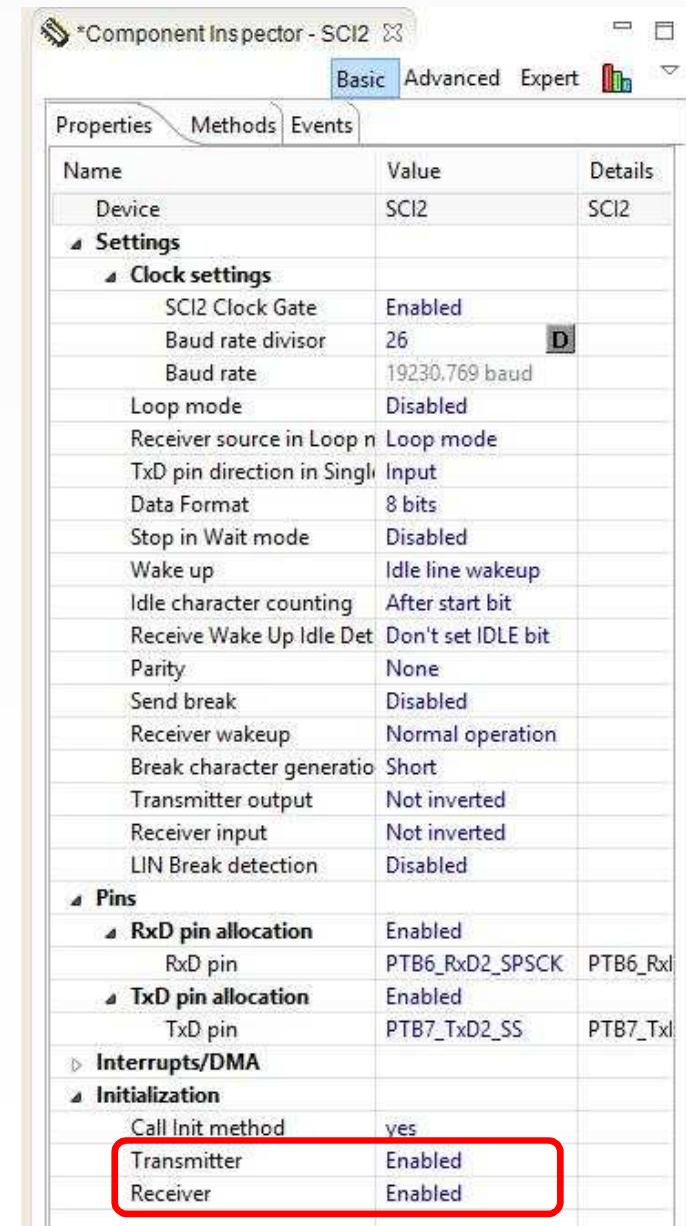 *Component Inspector - SCI2
Basic Advanced Expert
Properties Methods Events
Name Value Details
Device SCI2 SCI2
Settings
Clock settings
SCI2 Clock Gate Enabled
Baud rate divisor 26 D
Baud rate 19230.769 baud
Loop mode Disabled
Receiver source in Loop n Loop mode
TxD pin direction in Singl Input
Data Format 8 bits
Stop in Wait mode Disabled
Wake up Idle line wakeup
Idle character counting After start bit
Receive Wake Up Idle Det Don't set IDLE bit
Parity None
Send break Disabled
Receiver wakeup Normal operation
Break character generatio Short
Transmitter output Not inverted
Receiver input Not inverted
LIN Break detection Disabled
Pins
RxD pin allocation Enabled
RxD pin PTB6_RxD2_SPSCK PTB6_Rx
TxD pin allocation Enabled
TxD pin PTB7_TxD2_SS PTB7_Tx
Interrupts/DMA
Initialization
Call Init method yes
Transmitter Enabled
Receiver Enabled